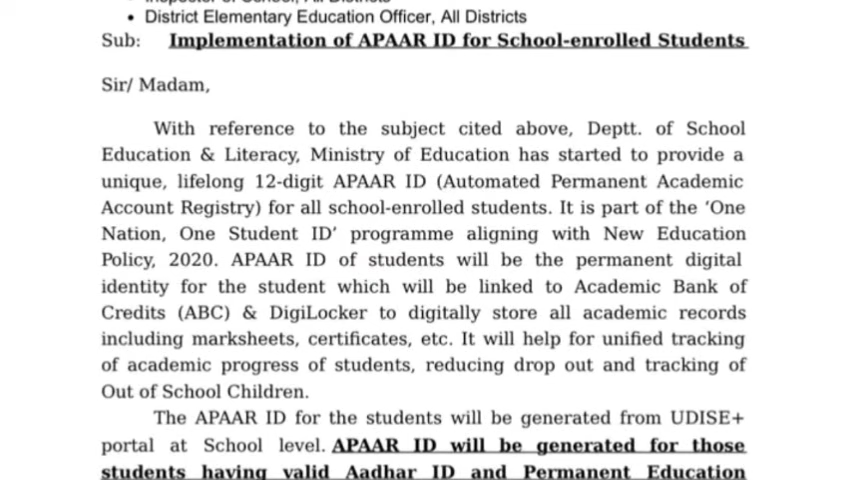 Inspector of School, All Districts
• District Elementary Education Officer, All Districts
Sub: Implementation of APAAR ID for School-enrolled Students
Sir/ Madam,
With reference to the subject cited above, Deptt. of School
Education & Literacy, Ministry of Education has started to provide a
unique, lifelong 12-digit APAAR ID (Automated Permanent Academic
Account Registry) for all school-enrolled students. It is part of the ‘One
Nation, One Student ID’ programme aligning with New Education
Policy, 2020. APAAR ID of students will be the permanent digital
identity for the student which will be linked to Academic Bank of
Credits (ABC) & DigiLocker to digitally store all academic records
including marksheets, certificates, etc. It will help for unified tracking
of academic progress of students, reducing drop out and tracking of
Out of School Children.
The APAAR ID for the students will be generated from UDISE+
portal at School level. APAAR ID will be generated for those
students having valid Aadhar ID and Permanent Education